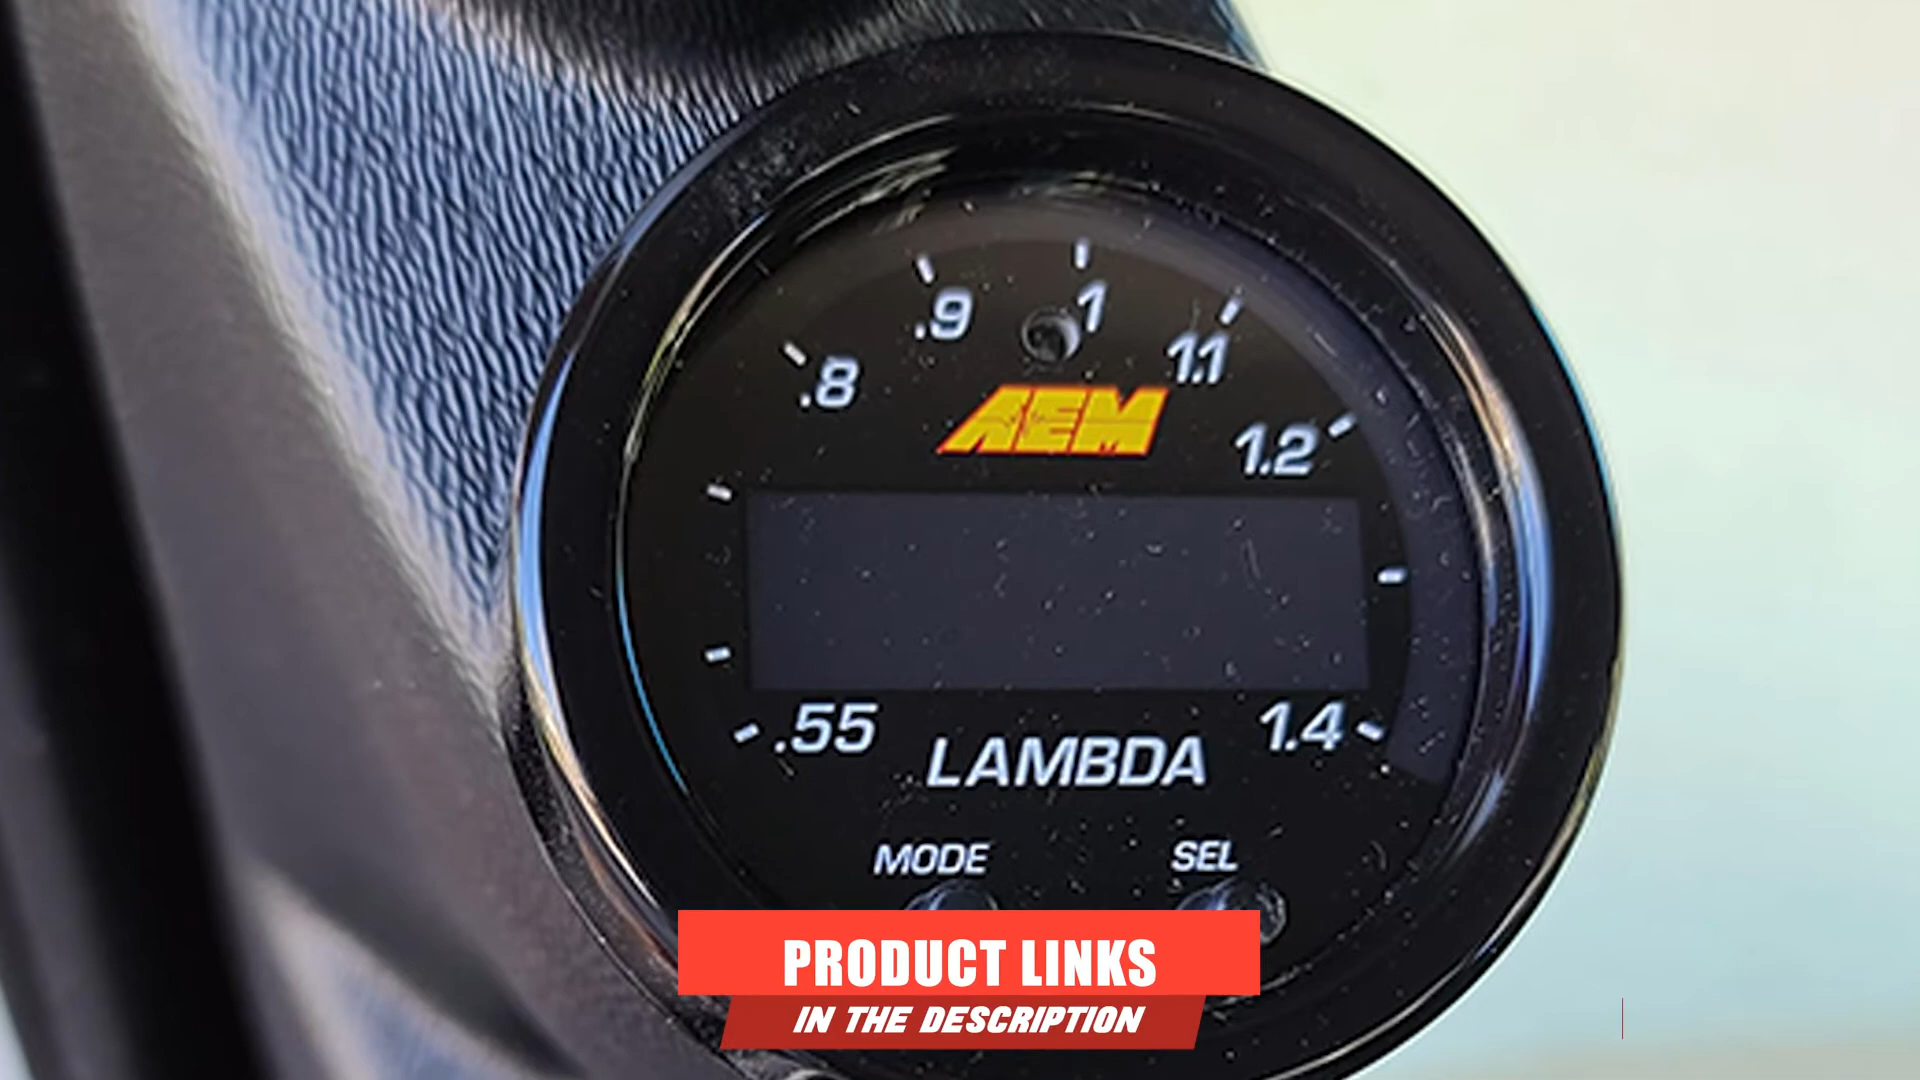 .8 .9 1 1.1 1.2
AEM
.55 1.4
LAMBDA
MODE SEL
PRODUCT LINKS
IN THE DESCRIPTION